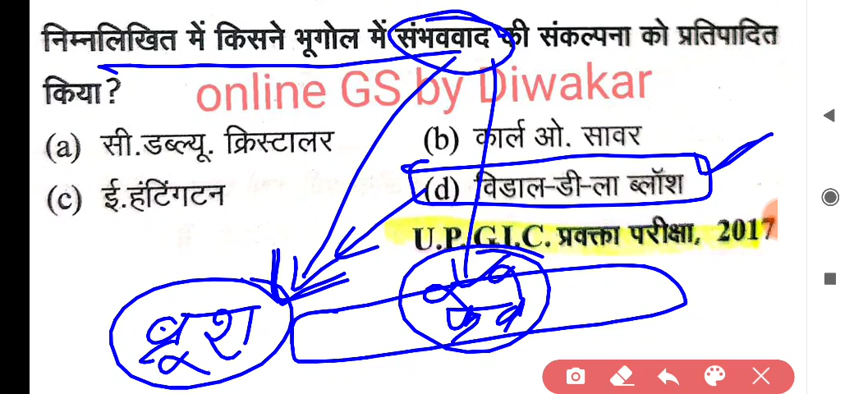 निम्नलिखित में किसने भूगोल में संभववाद की संकल्पना को प्रतिपादित
किया?
online GS by Diwakar
(a) सी.डब्ल्यू. क्रिस्टालर
(b) कार्ल ओ. सावर
(c) ई.हंटिंगटन
(d) विडाल-डी-ला ब्लॉश
U.P.G.I.C. प्रवक्ता परीक्षा, 2017